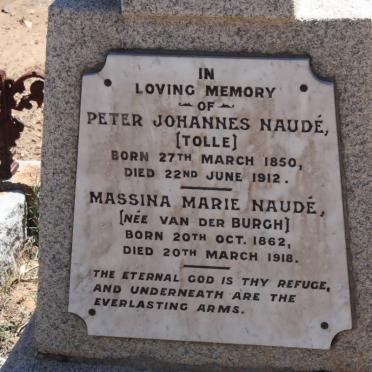 IN
LOVING MEMORY
OF
PETER JOHANNES NAUDÉ,
[TOLLE]
BORN 27TH MARCH 1850,
DIED 22ND JUNE 1912.
MASSINA MARIE NAUDÉ,
[NÉE VAN DER BURGH]
BORN 20TH OCT. 1862,
DIED 20TH MARCH 1918.
THE ETERNAL GOD IS THY REFUGE,
AND UNDERNEATH ARE THE
EVERLASTING ARMS.